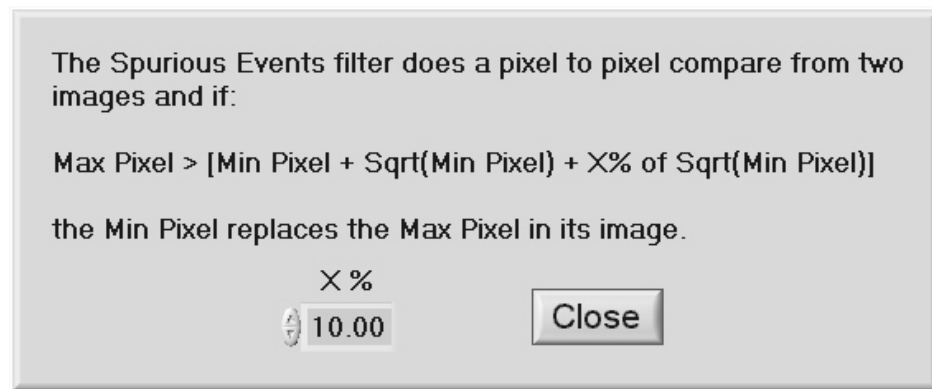 The Spurious Events filter does a pixel to pixel compare from two
images and if:
Max Pixel > [Min Pixel + Sqrt(Min Pixel) + X% of Sqrt(Min Pixel)]
the Min Pixel replaces the Max Pixel in its image.
X %
10.00
Close